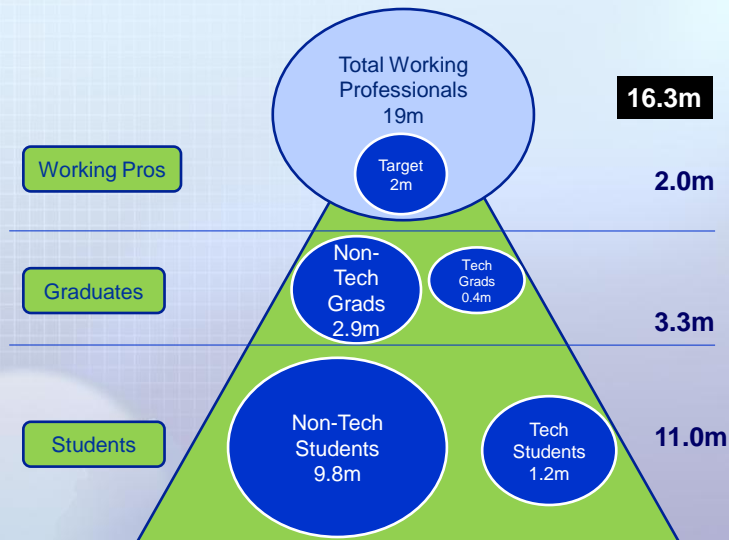 Total Working
Professionals
19m
16.3m
Working Pros
Target
2m
2.0m
Graduates
Non-
Tech
Grads
2.9m
Tech
Grads
0.4m
3.3m
Students
Non-Tech
Students
9.8m
Tech
Students
1.2m
11.0m